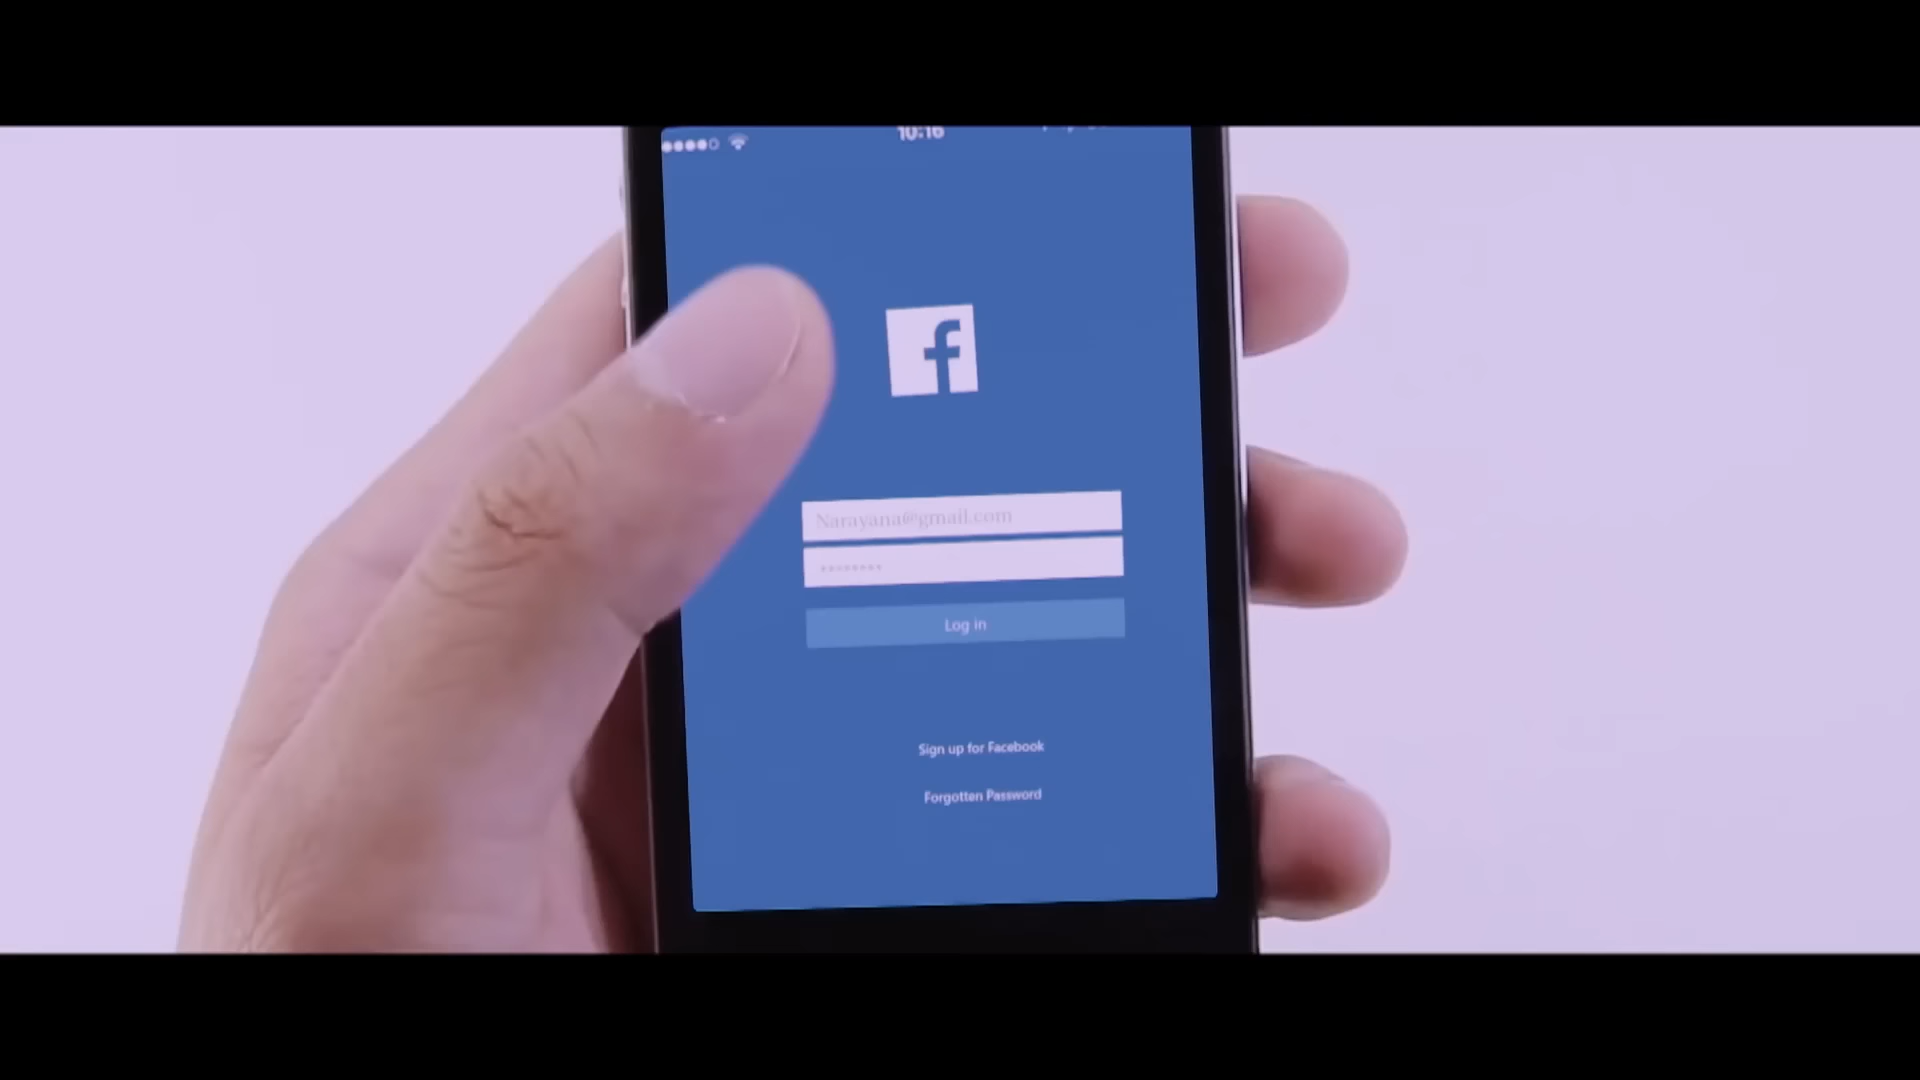 10:16
f
Narayana@gmail.com
••••••••
Log in
Sign up for Facebook
Forgotten Password